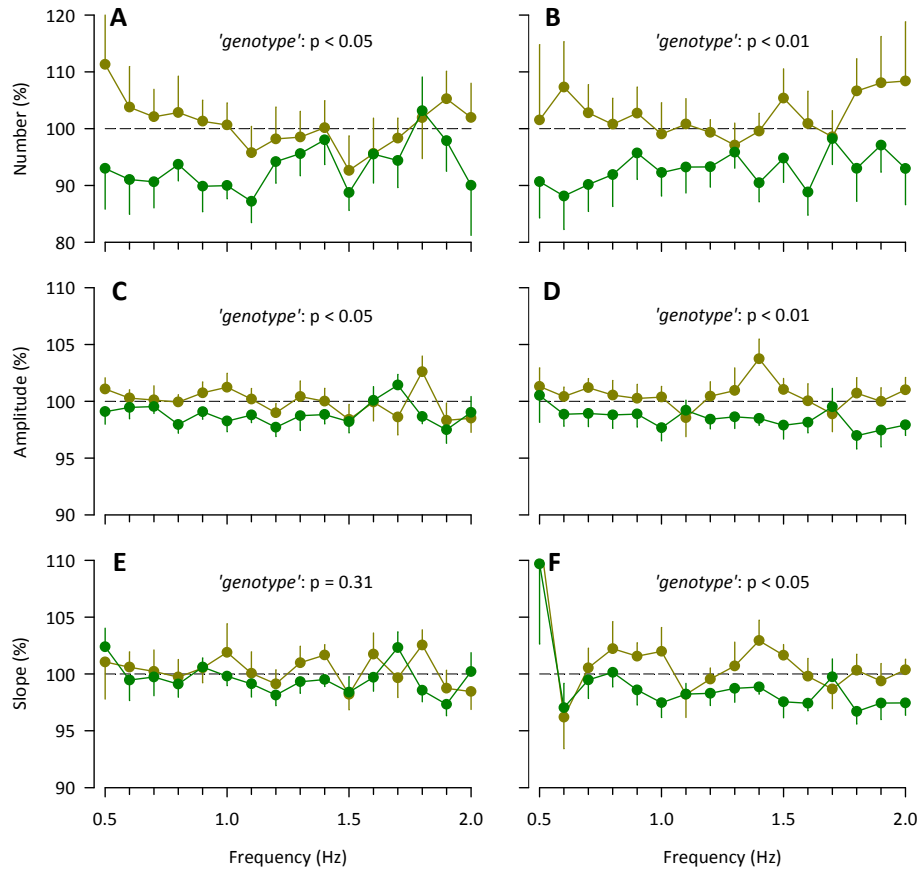 A
B
'genotype': p < 0.05
'genotype': p < 0.01
120
110
100
90
80
Number (%)
C
D
'genotype': p < 0.05
'genotype': p < 0.01
110
105
100
95
90
Amplitude (%)
E
F
'genotype': p = 0.31
'genotype': p < 0.05
110
105
100
95
90
Slope (%)
0.5 1.0 1.5 2.0
0.5 1.0 1.5 2.0
Frequency (Hz)
Frequency (Hz)